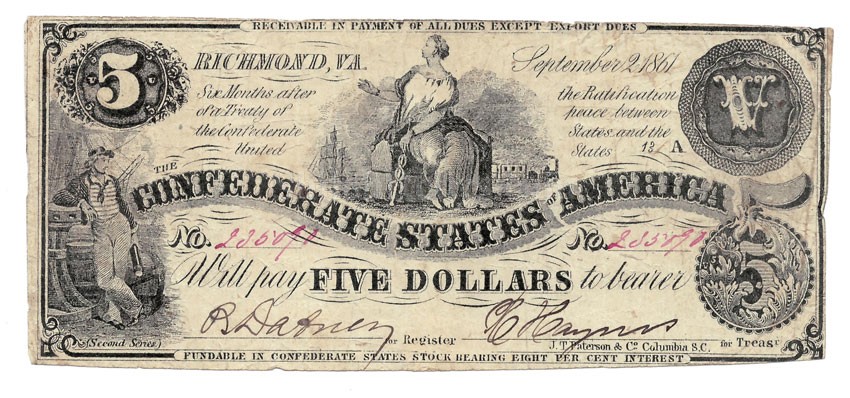 RECEIVABLE IN PAYMENT OF ALL DUES EXCEPT EXPORT DUES
5
RICHMOND, VA.
September 2, 1861
Six Months after
the Ratification
of a Treaty of
peace between
the Confederate
States and the
United
States
13 A
V
THE
CONFEDERATE STATES OF AMERICA
No.
No.
Will pay FIVE DOLLARS to bearer
5
for Register
for Treasr.
(Second Series.)
J. T. Paterson & Co. Columbia S.C.
FUNDABLE IN CONFEDERATE STATES STOCK BEARING EIGHT PER CENT INTEREST